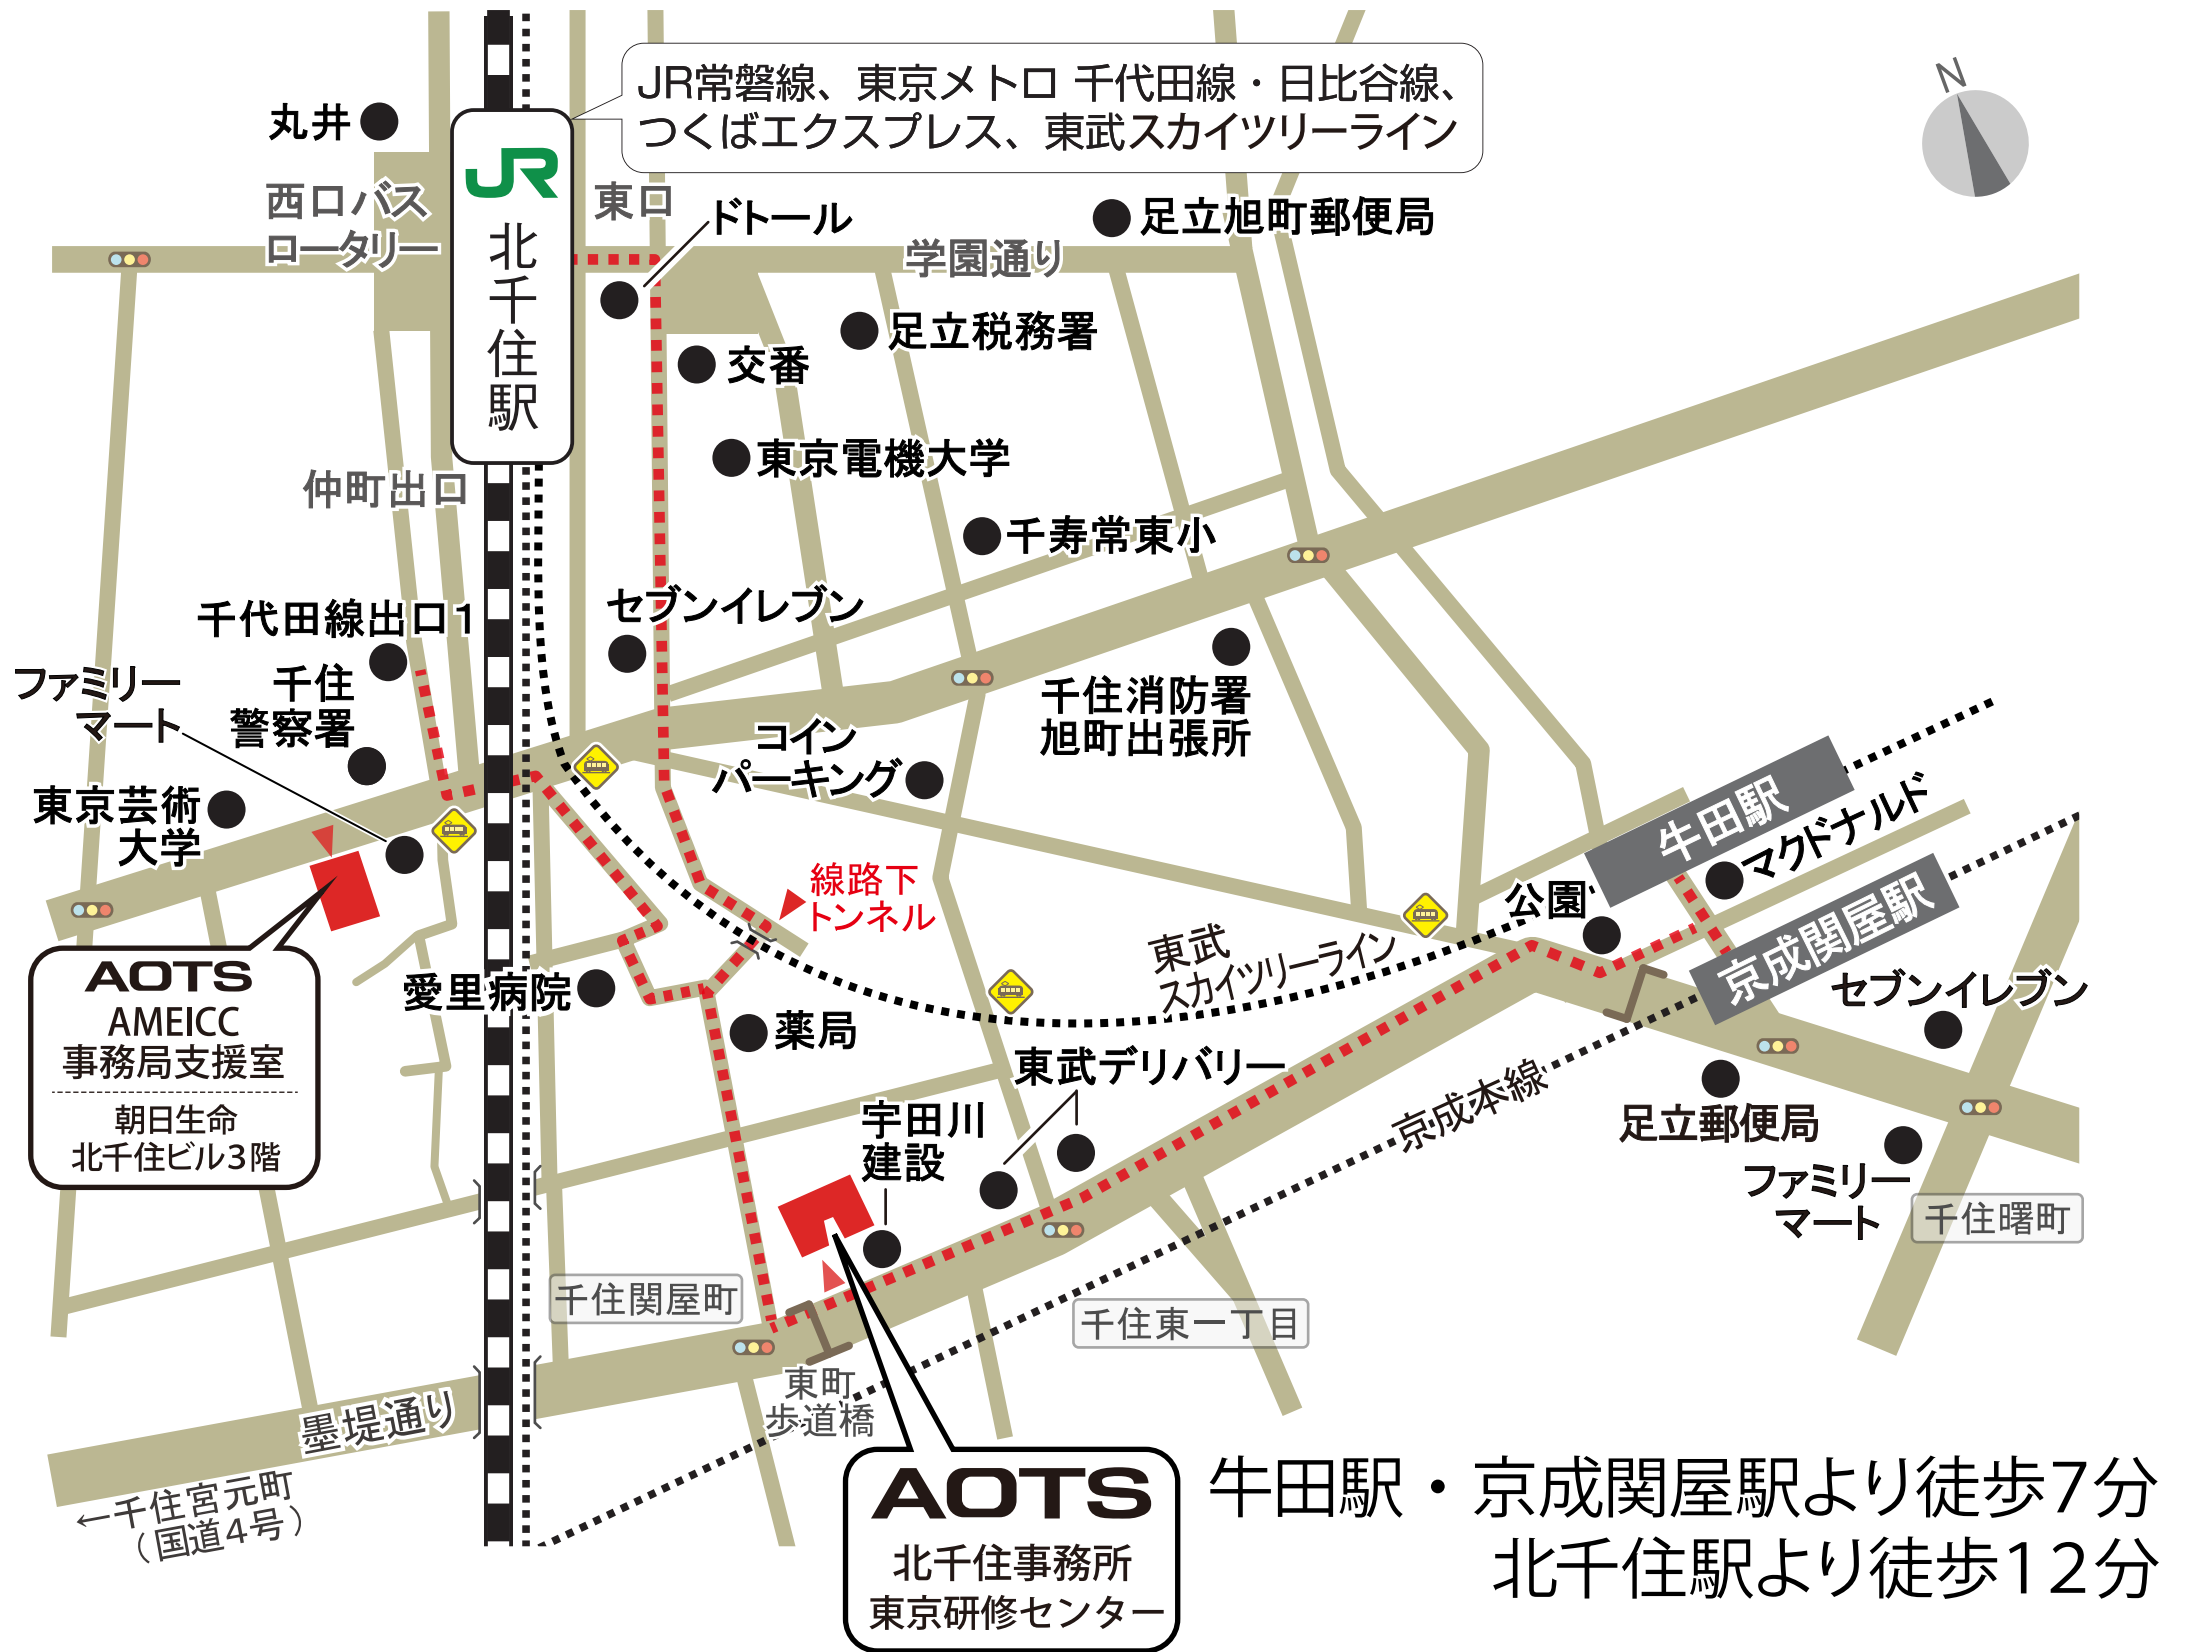 JR常磐線、東京メトロ 千代田線・日比谷線、
つくばエクスプレス、東武スカイツリーライン
N
丸井
JR
北千住駅
西口バス
ロータリー
東口
ドトール
足立旭町郵便局
学園通り
足立税務署
交番
東京電機大学
仲町出口
千寿常東小
千代田線出口1
セブンイレブン
ファミリー
マート
千住
警察署
千住消防署
旭町出張所
コイン
パーキング
東京芸術
大学
牛田駅
マクドナルド
線路下
トンネル
公園
京成関屋駅
東武
スカイツリーライン
セブンイレブン
AOTS
AMEICC
事務局支援室
朝日生命
北千住ビル3階
愛里病院
薬局
東武デリバリー
京成本線
宇田川
建設
足立郵便局
ファミリー
マート
千住曙町
千住関屋町
千住東一丁目
東町
歩道橋
墨堤通り
←千住宮元町
（国道4号）
AOTS
北千住事務所
東京研修センター
牛田駅・京成関屋駅より徒歩7分
北千住駅より徒歩12分